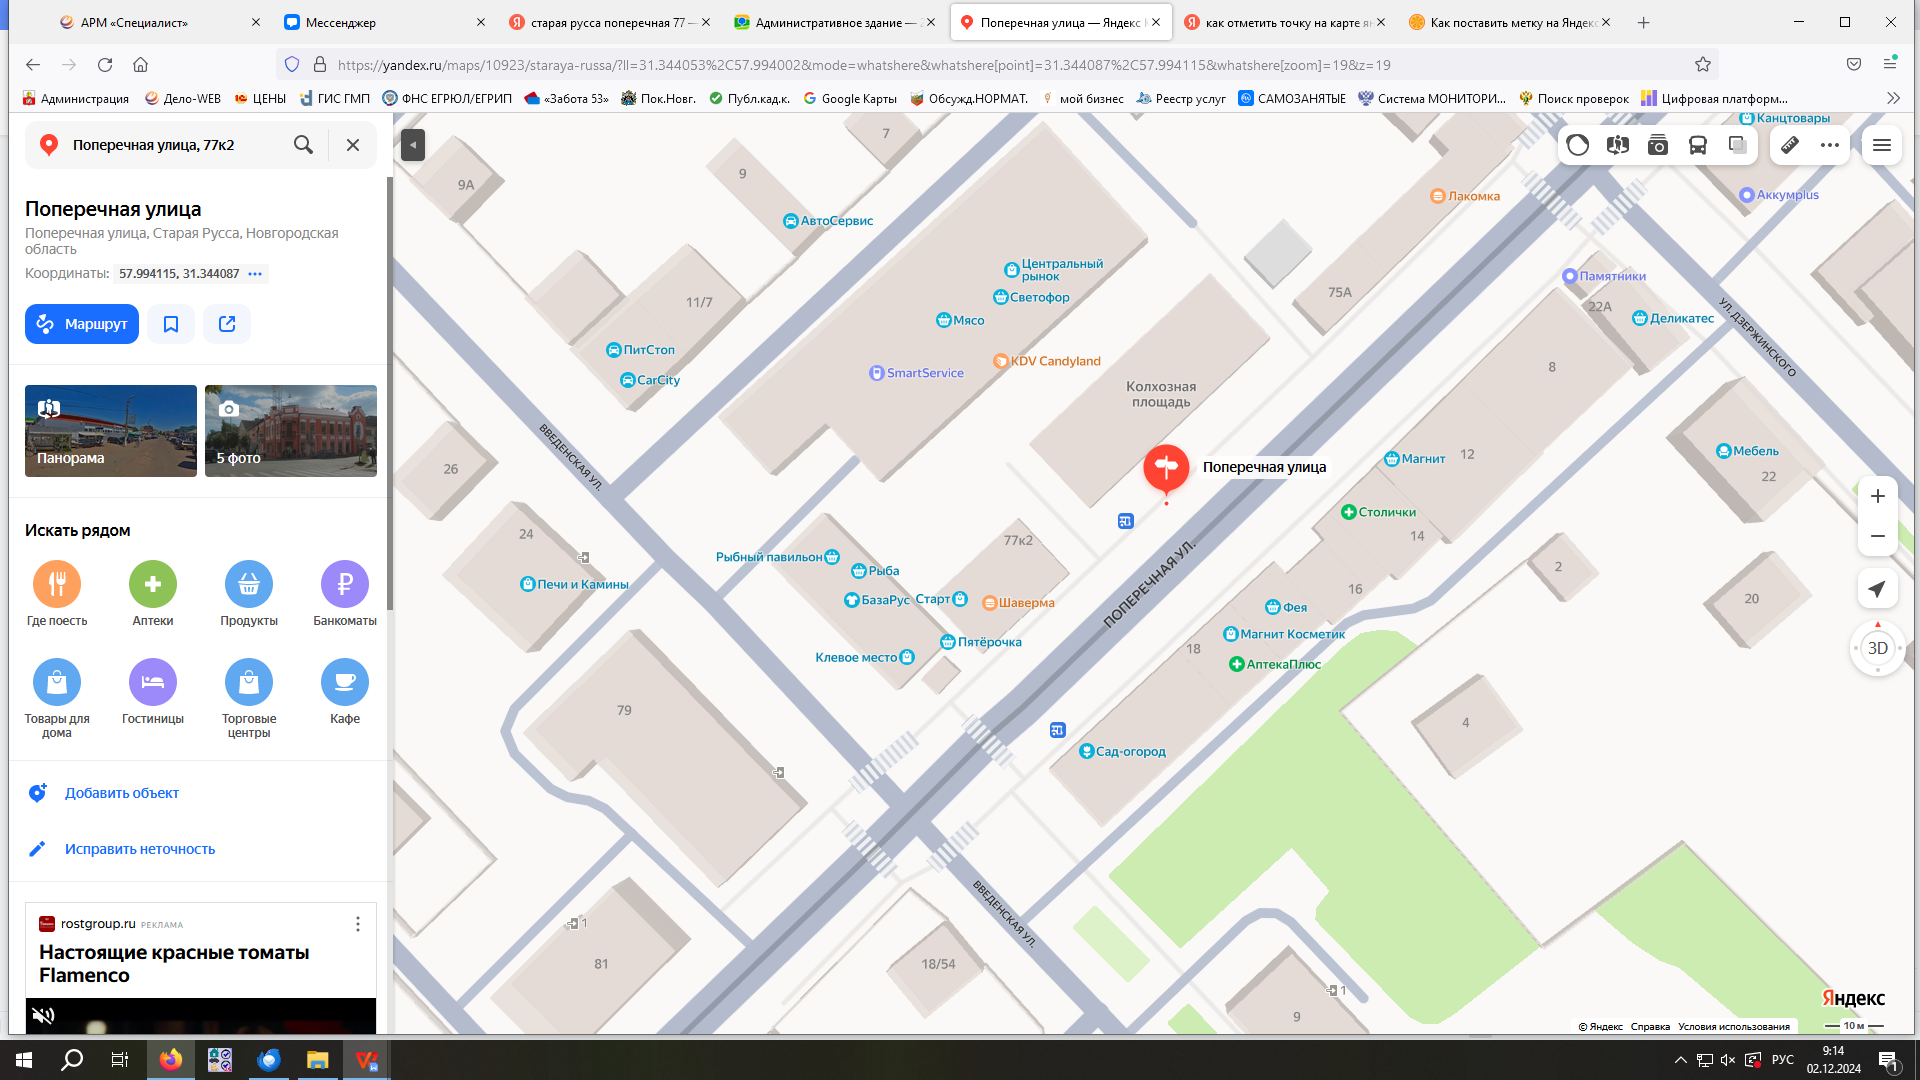 АРМ «Специалист»
Мессенджер
старая русса поперечная 77 —
Административное здание —
Поперечная улица — Яндекс
как отметить точку на карте ян
Как поставить метку на Яндекс
https://yandex.ru/maps/10923/staraya-russa/?ll=31.344053%2C57.994002&mode=whatshere&whatshere[point]=31.344087%2C57.994115&whatshere[zoom]=19&z=19
Администрация
Дело-WEB
ЦЕНЫ
ГИС ГМП
ФНС ЕГРЮЛ/ЕГРИП
«Забота 53»
Пок.Новг.
Публ.кад.к.
Google Карты
Обсужд.НОРМАТ.
мой бизнес
Реестр услуг
САМОЗАНЯТЫЕ
Система МОНИТОРИ...
Поиск проверок
Цифровая платформ...
Поперечная улица, 77к2
Поперечная улица
Поперечная улица, Старая Русса, Новгородская
область
Координаты: 57.994115, 31.344087
Маршрут
Панорама
5 фото
Искать рядом
Где поесть
Аптеки
Продукты
Банкоматы
Товары для
дома
Гостиницы
Торговые
центры
Кафе
Добавить объект
Исправить неточность
rostgroup.ru РЕКЛАМА
Настоящие красные томаты
Flamenco
Канцтовары
7
9
9А
АвтоСервис
Лакомка
Аккумplus
Центральный
рынок
Светофор
Мясо
75А
Памятники
22А
Деликатес
УЛ. ДЗЕРЖИНСКОГО
11/7
ПитСтоп
CarCity
SmartService
KDV Candyland
Колхозная
площадь
8
ВВЕДЕНСКАЯ УЛ.
26
Поперечная улица
Магнит
12
Мебель
22
Столички
14
24
Печи и Камины
Рыбный павильон
Рыба
БазаРус
Старт
77к2
Шаверма
Пятёрочка
Клевое место
ПОПЕРЕЧНАЯ УЛ.
16
2
20
Фея
Магнит Косметик
18
АптекаПлюс
3D
79
4
Сад-огород
ВВЕДЕНСКАЯ УЛ.
1
81
18/54
1
9
Яндекс
© Яндекс Справка Условия использования
10 м
РУС
9:14
02.12.2024
1